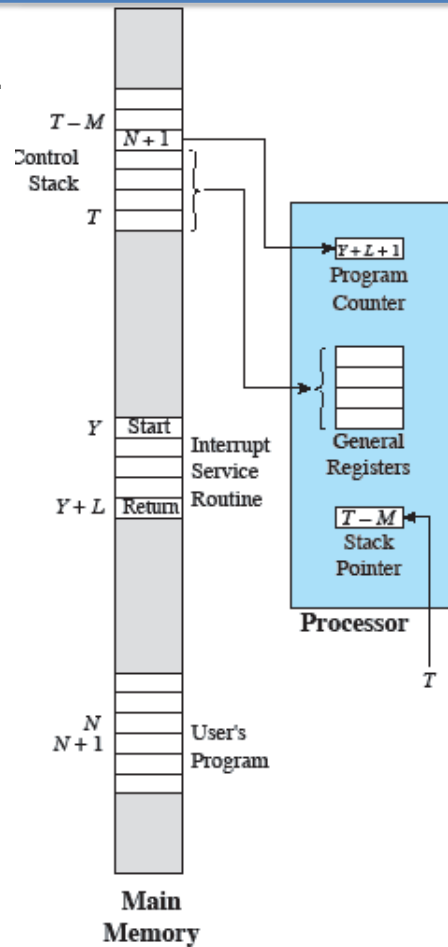 T − M
N + 1
Control
Stack
T
Y + L + 1
Program
Counter
General
Registers
T − M
Stack
Pointer
Processor
T
Y
Start
Interrupt
Service
Routine
Y + L
Return
N
N + 1
User's
Program
Main
Memory